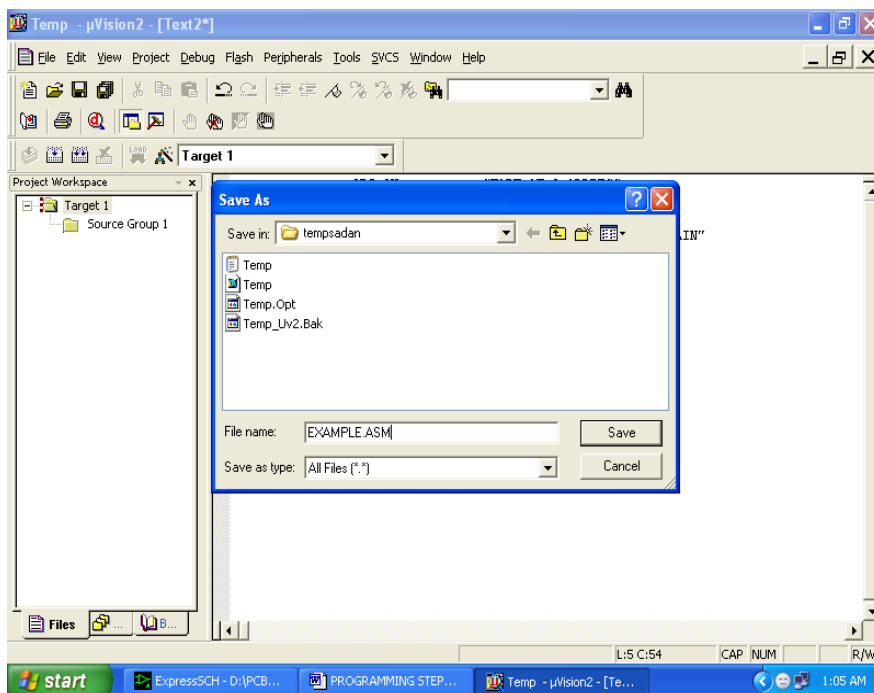 Temp - µVision2 - [Text2*]
File Edit View Project Debug Flash Peripherals Tools SVCS Window Help
LOAD Target 1
Project Workspace
Target 1
Source Group 1
Save As
Save in: tempsadan
Temp
Temp
Temp.Opt
Temp_Uv2.Bak
File name: EXAMPLE.ASM
Save
Save as type: All Files (*.*)
Cancel
IN"
Files ... B...
L:5 C:54 CAP NUM R/W
start ExpressSCH - D:\PCB... PROGRAMMING STEP... Temp - µVision2 - [Te... 1:05 AM